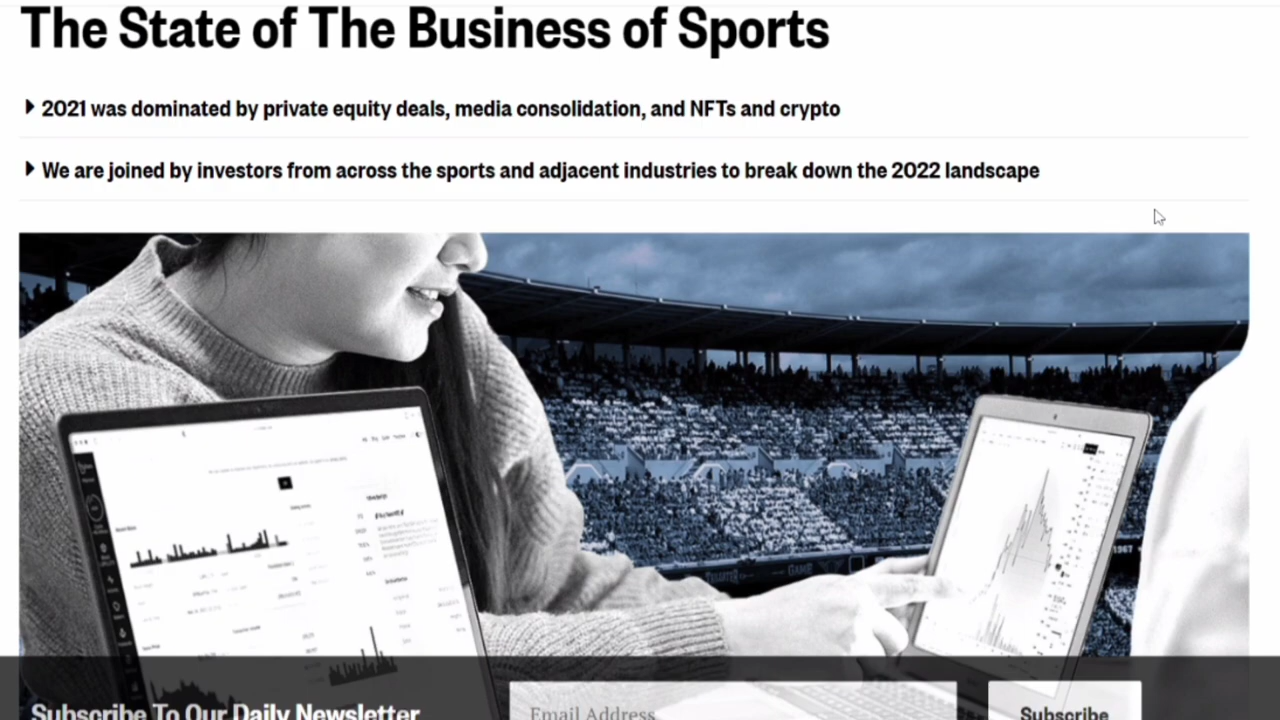 The State of The Business of Sports
2021 was dominated by private equity deals, media consolidation, and NFTs and crypto
We are joined by investors from across the sports and adjacent industries to break down the 2022 landscape
GAME
1967
Subscribe To Our Daily Newsletter
Email Address
Subscribe